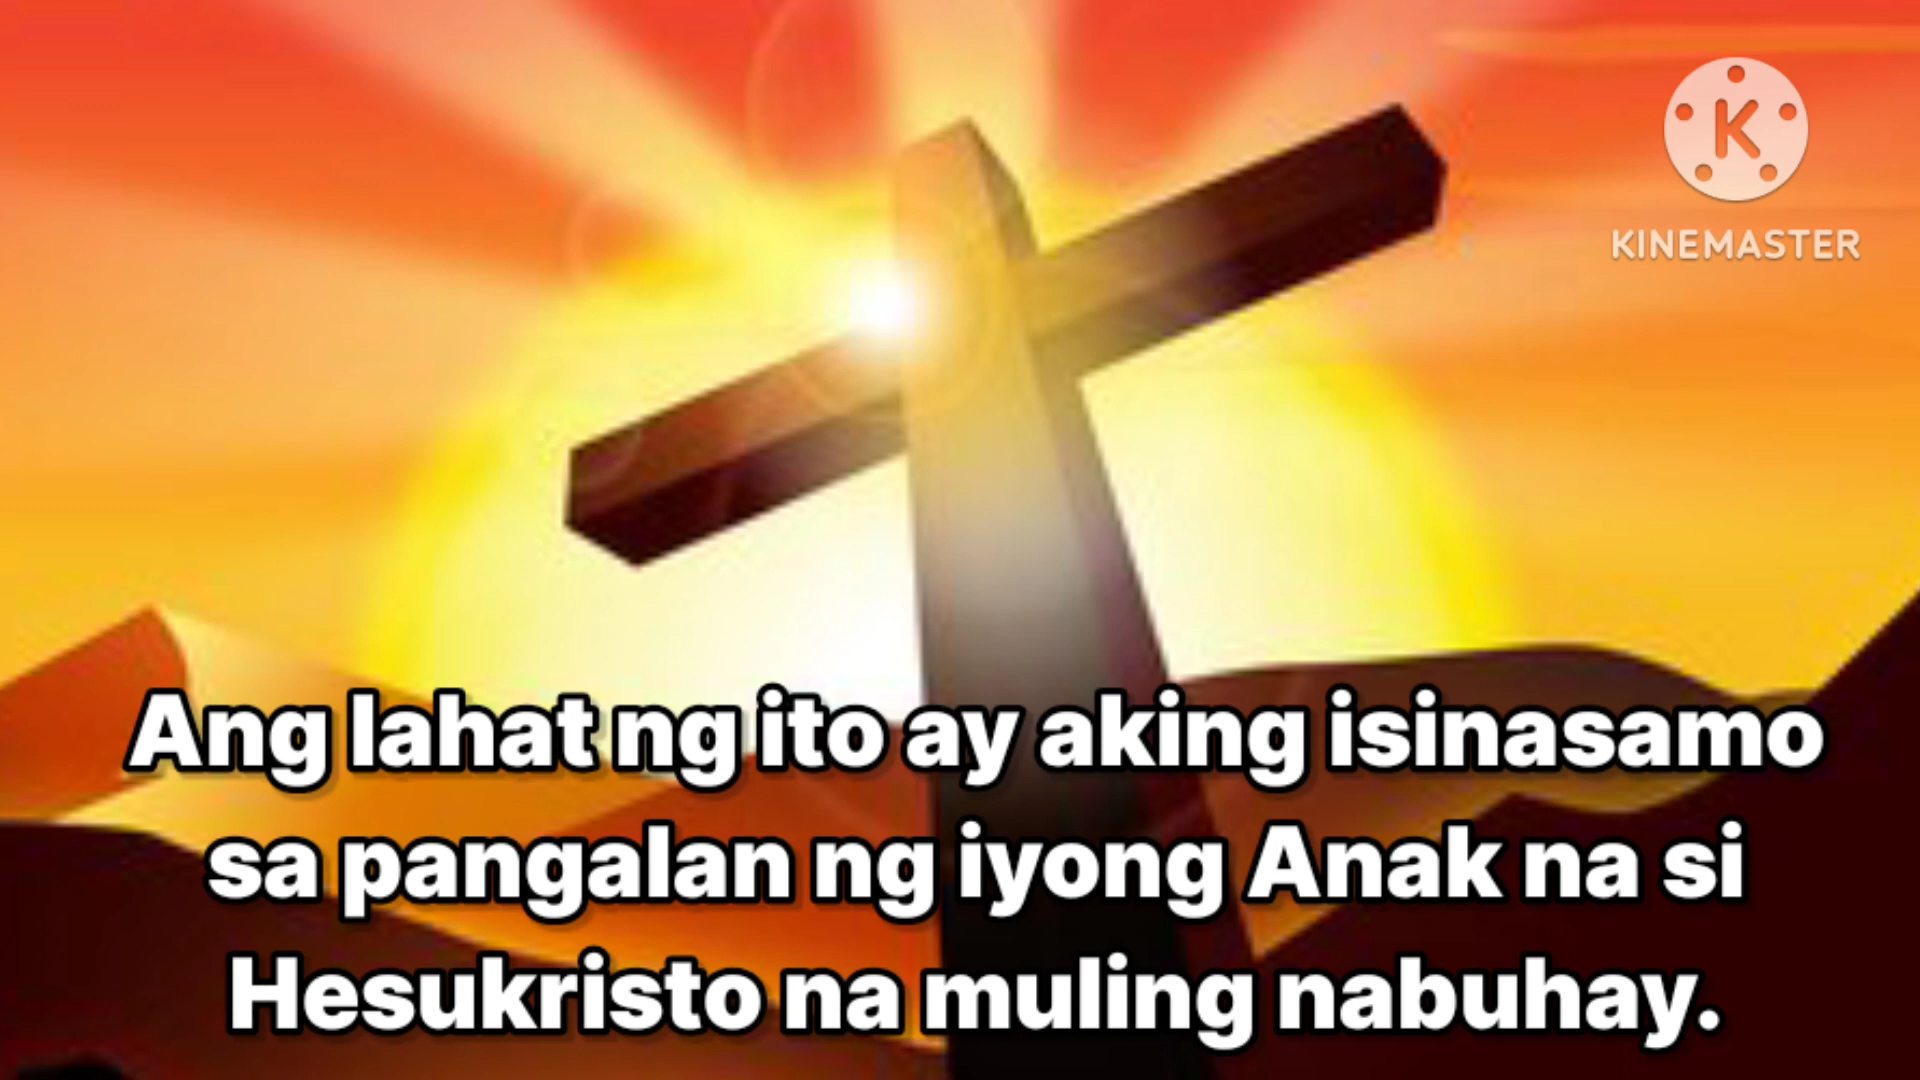 K
KINEMASTER
Ang lahat ng ito ay aking isinasamo
sa pangalan ng iyong Anak na si
Hesukristo na muling nabuhay.